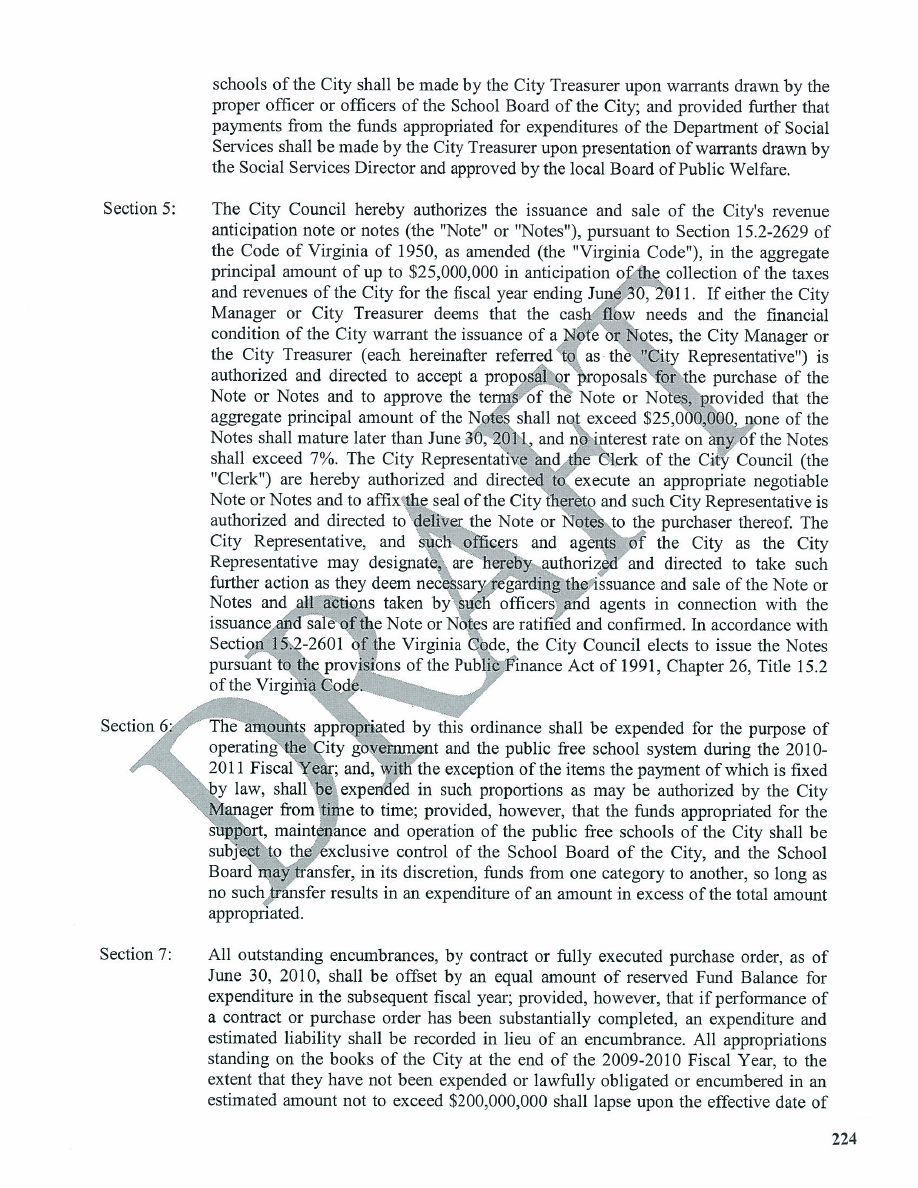 schools of the City shall be made by the City Treasurer upon warrants drawn by the
proper officer or officers of the School Board of the City; and provided further that
payments from the funds appropriated for expenditures of the Department of Social
Services shall be made by the City Treasurer upon presentation of warrants drawn by
the Social Services Director and approved by the local Board of Public Welfare.
Section 5: The City Council hereby authorizes the issuance and sale of the City's revenue
anticipation note or notes (the "Note" or "Notes"), pursuant to Section 15.2-2629 of
the Code of Virginia of 1950, as amended (the "Virginia Code"), in the aggregate
principal amount of up to $25,000,000 in anticipation of the collection of the taxes
and revenues of the City for the fiscal year ending June 30, 2011. If either the City
Manager or City Treasurer deems that the cash flow needs and the financial
condition of the City warrant the issuance of a Note or Notes, the City Manager or
the City Treasurer (each hereinafter referred to as the "City Representative") is
authorized and directed to accept a proposal or proposals for the purchase of the
Note or Notes and to approve the terms of the Note or Notes, provided that the
aggregate principal amount of the Notes shall not exceed $25,000,000, none of the
Notes shall mature later than June 30, 2011, and no interest rate on any of the Notes
shall exceed 7%. The City Representative and the Clerk of the City Council (the
"Clerk") are hereby authorized and directed to execute an appropriate negotiable
Note or Notes and to affix the seal of the City thereto and such City Representative is
authorized and directed to deliver the Note or Notes to the purchaser thereof. The
City Representative, and such officers and agents of the City as the City
Representative may designate, are hereby authorized and directed to take such
further action as they deem necessary regarding the issuance and sale of the Note or
Notes and all actions taken by such officers and agents in connection with the
issuance and sale of the Note or Notes are ratified and confirmed. In accordance with
Section 15.2-2601 of the Virginia Code, the City Council elects to issue the Notes
pursuant to the provisions of the Public Finance Act of 1991, Chapter 26, Title 15.2
of the Virginia Code.
Section 6: The amounts appropriated by this ordinance shall be expended for the purpose of
operating the City government and the public free school system during the 2010-
2011 Fiscal Year; and, with the exception of the items the payment of which is fixed
by law, shall be expended in such proportions as may be authorized by the City
Manager from time to time; provided, however, that the funds appropriated for the
support, maintenance and operation of the public free schools of the City shall be
subject to the exclusive control of the School Board of the City, and the School
Board may transfer, in its discretion, funds from one category to another, so long as
no such transfer results in an expenditure of an amount in excess of the total amount
appropriated.
Section 7: All outstanding encumbrances, by contract or fully executed purchase order, as of
June 30, 2010, shall be offset by an equal amount of reserved Fund Balance for
expenditure in the subsequent fiscal year; provided, however, that if performance of
a contract or purchase order has been substantially completed, an expenditure and
estimated liability shall be recorded in lieu of an encumbrance. All appropriations
standing on the books of the City at the end of the 2009-2010 Fiscal Year, to the
extent that they have not been expended or lawfully obligated or encumbered in an
estimated amount not to exceed $200,000,000 shall lapse upon the effective date of
DRAFT
224